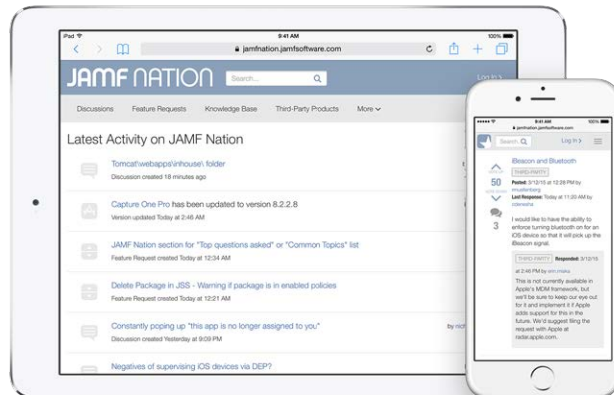 iPad
9:41 AM
100%
jamfnation.jamfsoftware.com
JAMF NATION
Search...
Log In >
Discussions
Feature Requests
Knowledge Base
Third-Party Products
More
Latest Activity on JAMF Nation
Tomcat\webapps\inhouse\ folder
Discussion created 18 minutes ago
Capture One Pro has been updated to version 8.2.2.8
Version updated Today at 2:46 AM
JAMF Nation section for "Top questions asked" or "Common Topics" list
Feature Request created Today at 12:34 AM
Delete Package in JSS - Warning if package is in enabled policies
Feature Request created Today at 12:21 AM
Constantly poping up "this app is no longer assigned to you"
Discussion created Yesterday at 9:09 PM
by
Negatives of supervising iOS devices via DEP?
9:41 AM
100%
jamfnation.jamfsoftware.com
Search
Log In >
iBeacon and Bluetooth
THIRD-PARTY
50
Posted: 3/12/15 at 12:28 PM by
Last Response: Today at 11:20 AM by
3
I would like to have the ability to
enforce turning bluetooth on for an
iOS device so that it will pick up the
iBeacon signal.
THIRD-PARTY Responded: 3/12/15
at 2:46 PM by
This is not currently available in
Apple's MDM framework, but
we'll be sure to keep our eye out
for it and implement it if Apple
adds support for this in the
future. We'd suggest filing the
request with Apple at
radar.apple.com.